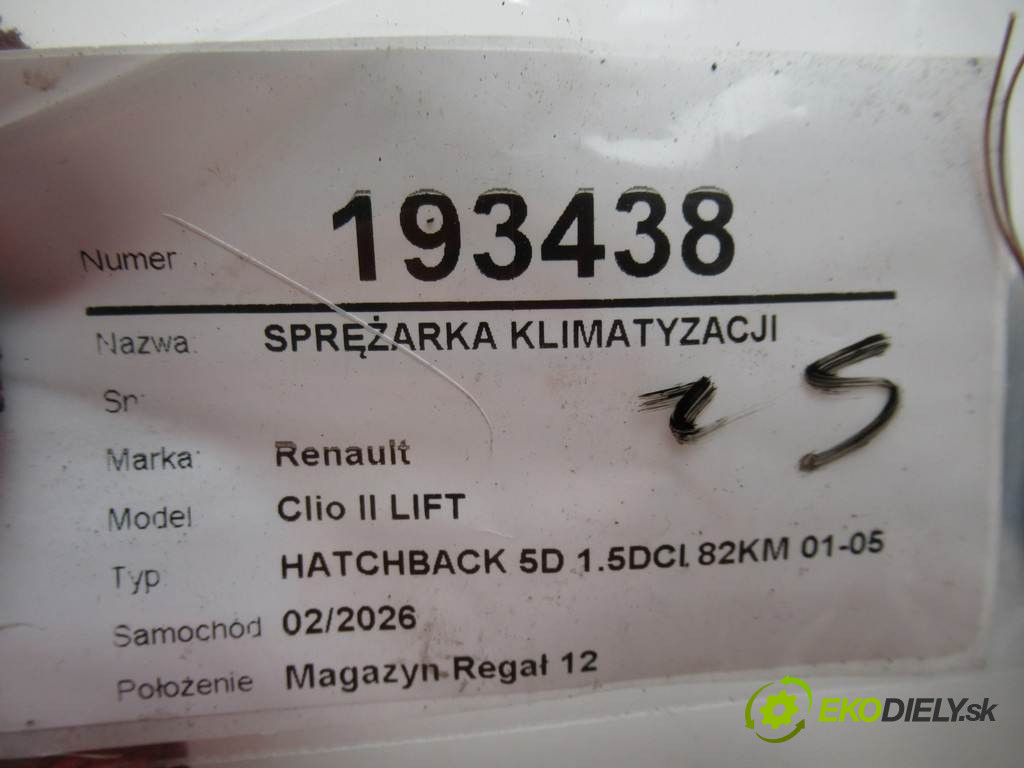 Numer 193438
Nazwa: SPRĘŻARKA KLIMATYZACJI
Sn:
Marka: Renault
Model Clio II LIFT
Typ HATCHBACK 5D 1.5DCI 82KM 01-05
Samochód 02/2026
Położenie Magazyn Regał 12
EKODIELY.sk